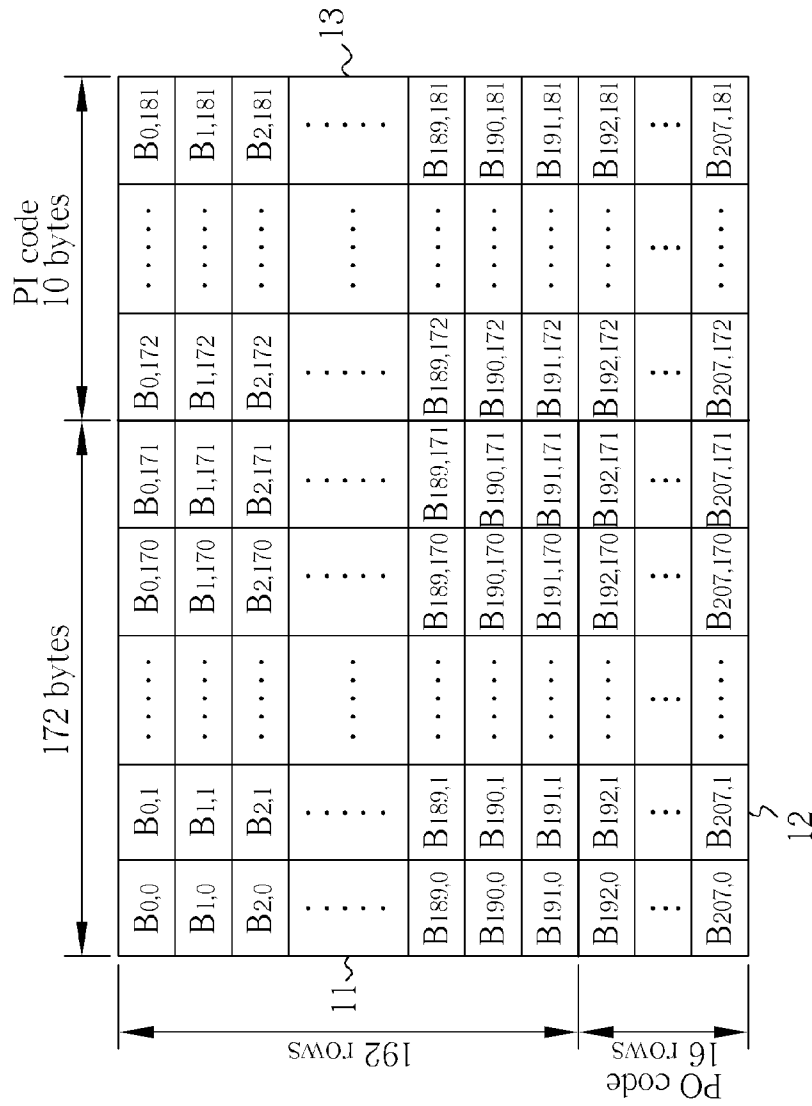 172 bytes
PI code
10 bytes
B0,0 B0,1 ..... B0,170 B0,171 B0,172 ..... B0,181
B1,0 B1,1 ..... B1,170 B1,171 B1,172 ..... B1,181
B2,0 B2,1 ..... B2,170 B2,171 B2,172 ..... B2,181
..... ..... ..... ..... ..... ..... ..... .....
B189,0 B189,1 ..... B189,170 B189,171 B189,172 ..... B189,181
B190,0 B190,1 ..... B190,170 B190,171 B190,172 ..... B190,181
B191,0 B191,1 ..... B191,170 B191,171 B191,172 ..... B191,181
B192,0 B192,1 ..... B192,170 B192,171 B192,172 ..... B192,181
... ... ... ... ... ... ... ...
B207,0 B207,1 ..... B207,170 B207,171 B207,172 ..... B207,181
192 rows
PO code
16 rows
11
12
13